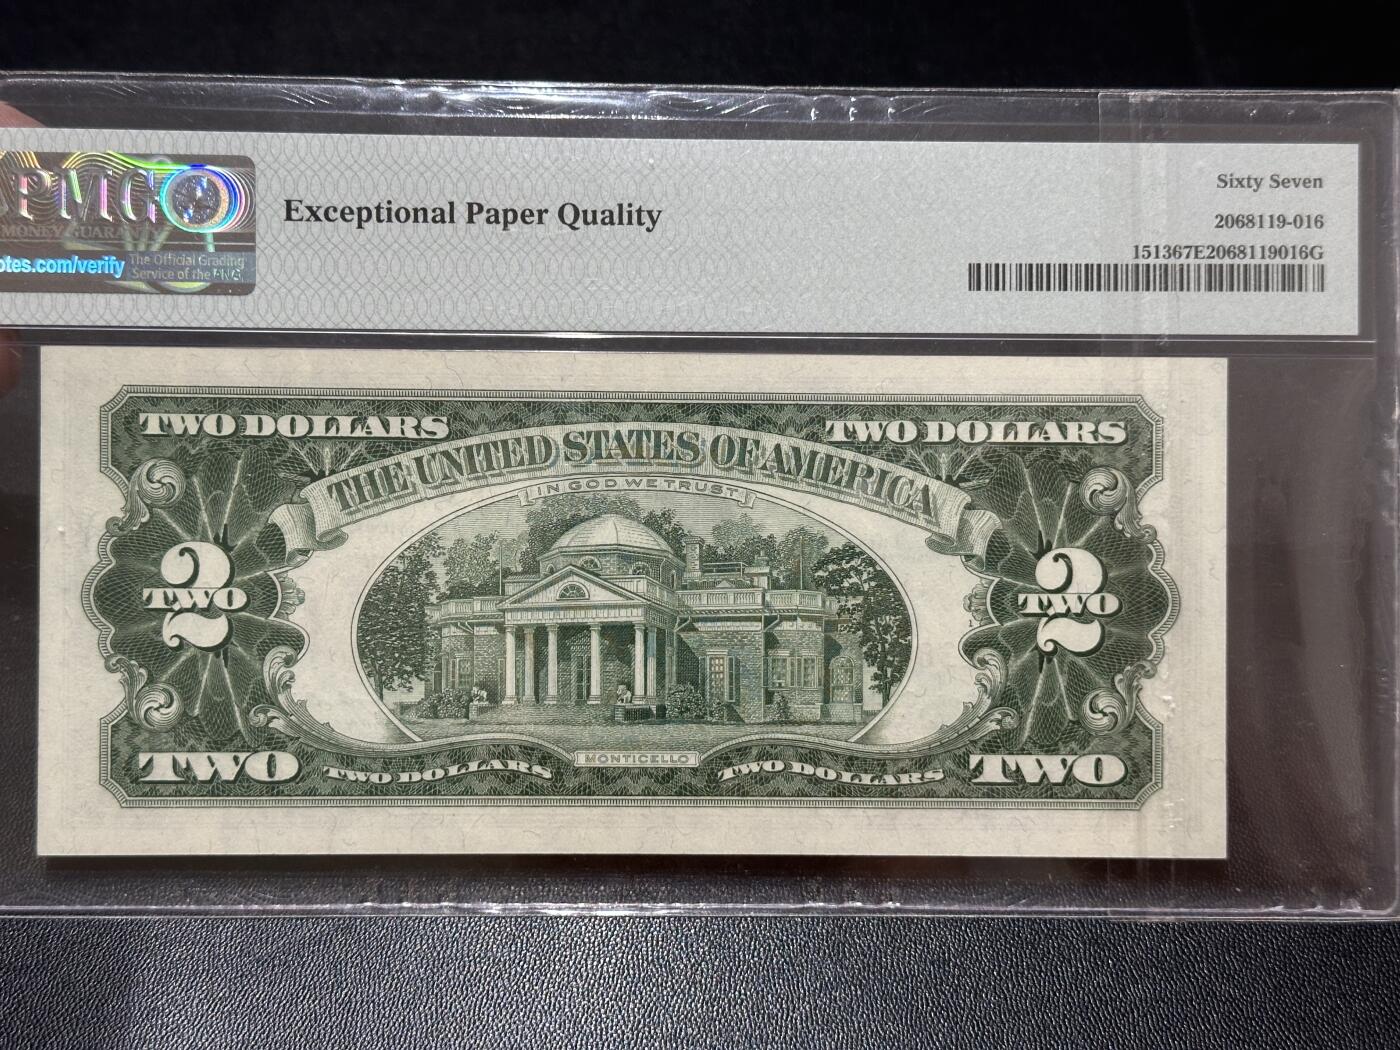 PMG
MONEY GUARANTY
otes.com/verify
The Official Grading
Service of the ANA
Exceptional Paper Quality
Sixty Seven
2068119-016
151367E2068119016G
TWO DOLLARS
TWO DOLLARS
THE UNITED STATES OF AMERICA
IN GOD WE TRUST
2
TWO
2
TWO
MONTICELLO
TWO
TWO DOLLARS
TWO DOLLARS
TWO